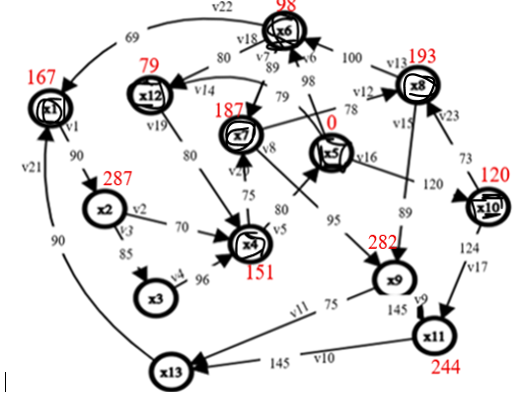 v22
98
x6
69
v18
80
v7
v6
89
98
100
v13
193
x8
167
x1
v1
79
x12
v14
v19
79
187
x7
v8
78
v12
v15
v23
0
x5
v16
73
v21
90
287
x2
v2
v3
70
80
v20
75
80
v5
95
120
120
x10
85
x3
v4
96
x4
151
89
282
x9
124
v17
90
v11
75
145
v9
x11
244
x13
145
v10